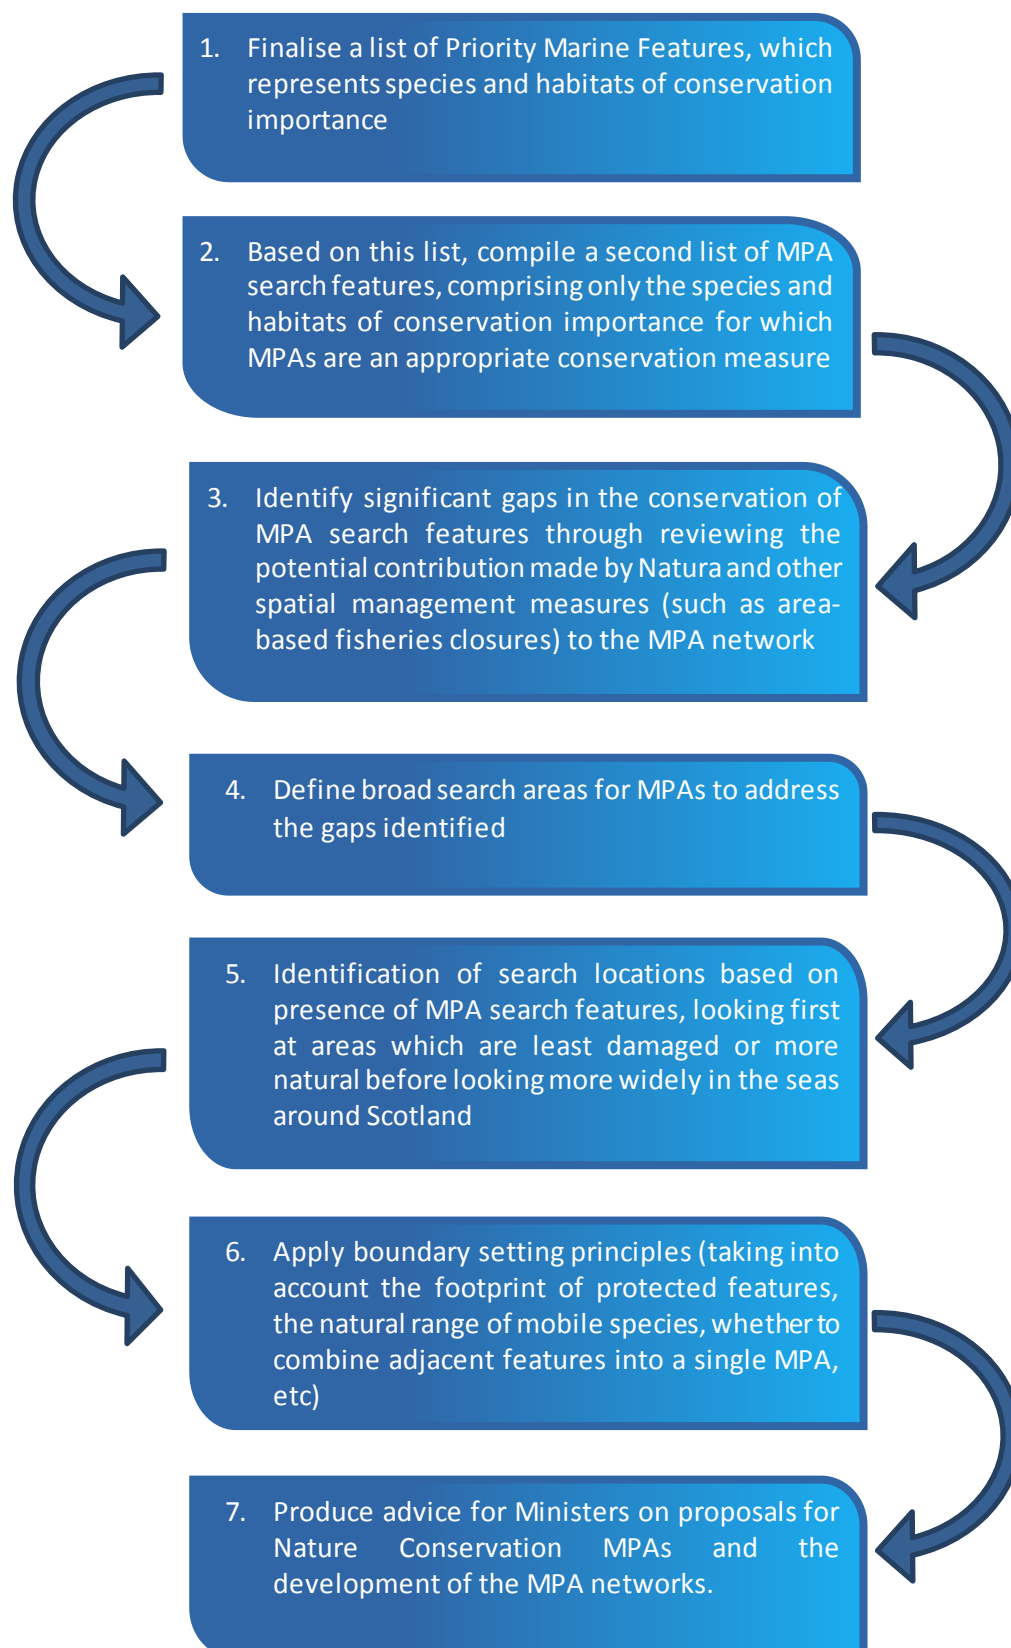 1. Finalise a list of Priority Marine Features, which
represents species and habitats of conservation
importance
2. Based on this list, compile a second list of MPA
search features, comprising only the species and
habitats of conservation importance for which
MPAs are an appropriate conservation measure
3. Identify significant gaps in the conservation of
MPA search features through reviewing the
potential contribution made by Natura and other
spatial management measures (such as area-
based fisheries closures) to the MPA network
4. Define broad search areas for MPAs to address
the gaps identified
5. Identification of search locations based on
presence of MPA search features, looking first
at areas which are least damaged or more
natural before looking more widely in the seas
around Scotland
6. Apply boundary setting principles (taking into
account the footprint of protected features,
the natural range of mobile species, whether to
combine adjacent features into a single MPA,
etc)
7. Produce advice for Ministers on proposals for
Nature Conservation MPAs and the
development of the MPA networks.